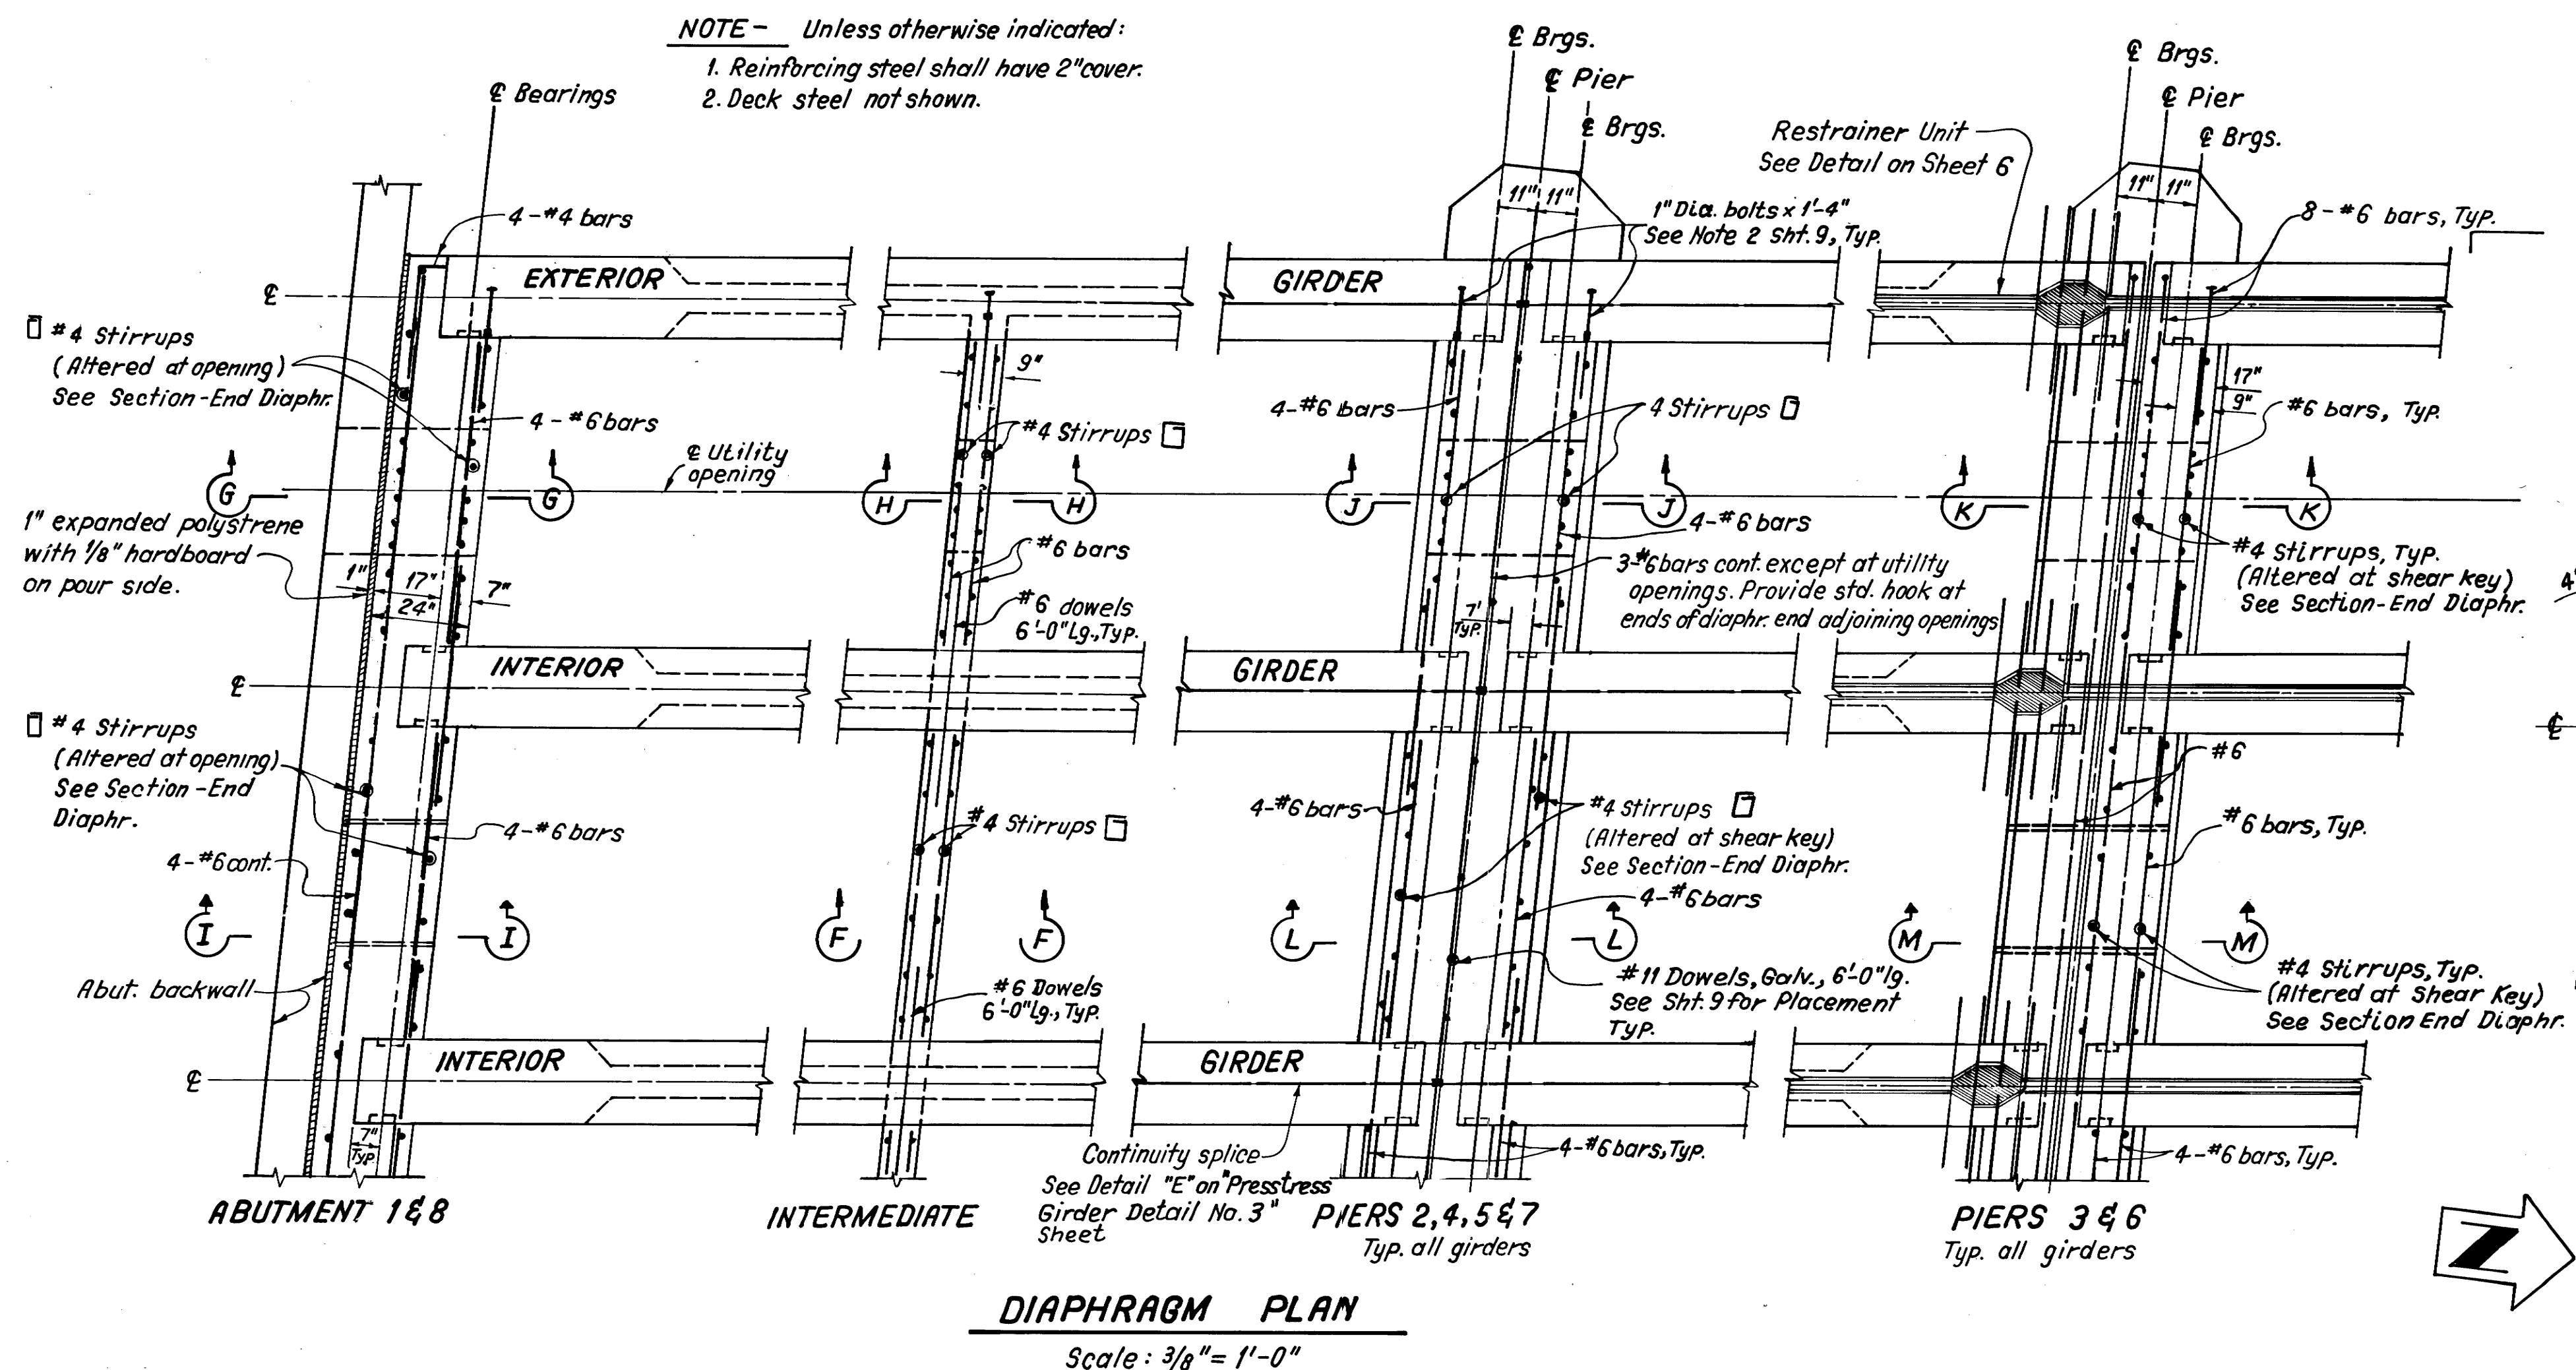 NOTE- Unless otherwise indicated:
1. Reinforcing steel shall have 2" cover.
2. Deck steel not shown.
℄ Bearings
℄ Brgs.
℄ Pier
℄ Brgs.
℄ Brgs.
℄ Pier
℄ Brgs.
Restrainer Unit
See Detail on Sheet 6
11" 11"
11" 11"
4-#4 bars
1" Dia. bolts x 1'-4"
See Note 2 Sht. 9, Typ.
8-#6 bars, Typ.
℄
EXTERIOR
GIRDER
#4 Stirrups
(Altered at opening)
See Section-End Diaphr.
9"
17"
9"
4-#6 bars
4-#6 bars
4 Stirrups
#6 bars, Typ.
#4 Stirrups
℄ Utility
opening
G
G
H
H
J
J
K
K
1" expanded polystrene
with 1/8" hardboard
on pour side.
1"
17"
24"
7"
#6 bars
#6 dowels
6'-0" Lg., Typ.
4-#6 bars
3-#6 bars cont. except at utility
openings. Provide std. hook at
ends of diaphr. end adjoining openings
7'
Typ.
#4 Stirrups, Typ.
(Altered at shear key)
See Section-End Diaphr.
℄
INTERIOR
GIRDER
℄
#4 Stirrups
(Altered at opening)
See Section-End
Diaphr.
#6
4-#6 bars
4-#6 bars
#4 Stirrups
#4 Stirrups
(Altered at shear key)
See Section-End Diaphr.
#6 bars, Typ.
4-#6 cont.
4-#6 bars
I
I
F
F
L
L
M
M
Abut. backwall
#6 Dowels
6'-0" Lg., Typ.
#11 Dowels, Galv., 6'-0" lg.
See Sht. 9 for Placement
Typ.
#4 Stirrups, Typ.
(Altered at Shear Key)
See Section End Diaphr.
℄
INTERIOR
GIRDER
7"
Typ.
Continuity splice
See Detail "E" on "Presstress
Girder Detail No. 3"
Sheet
4-#6 bars, Typ.
4-#6 bars, Typ.
ABUTMENT 1 & 8
INTERMEDIATE
PIERS 2, 4, 5 & 7
Typ. all girders
PIERS 3 & 6
Typ. all girders
Z
DIAPHRAGM PLAN
Scale: 3/8" = 1'-0"